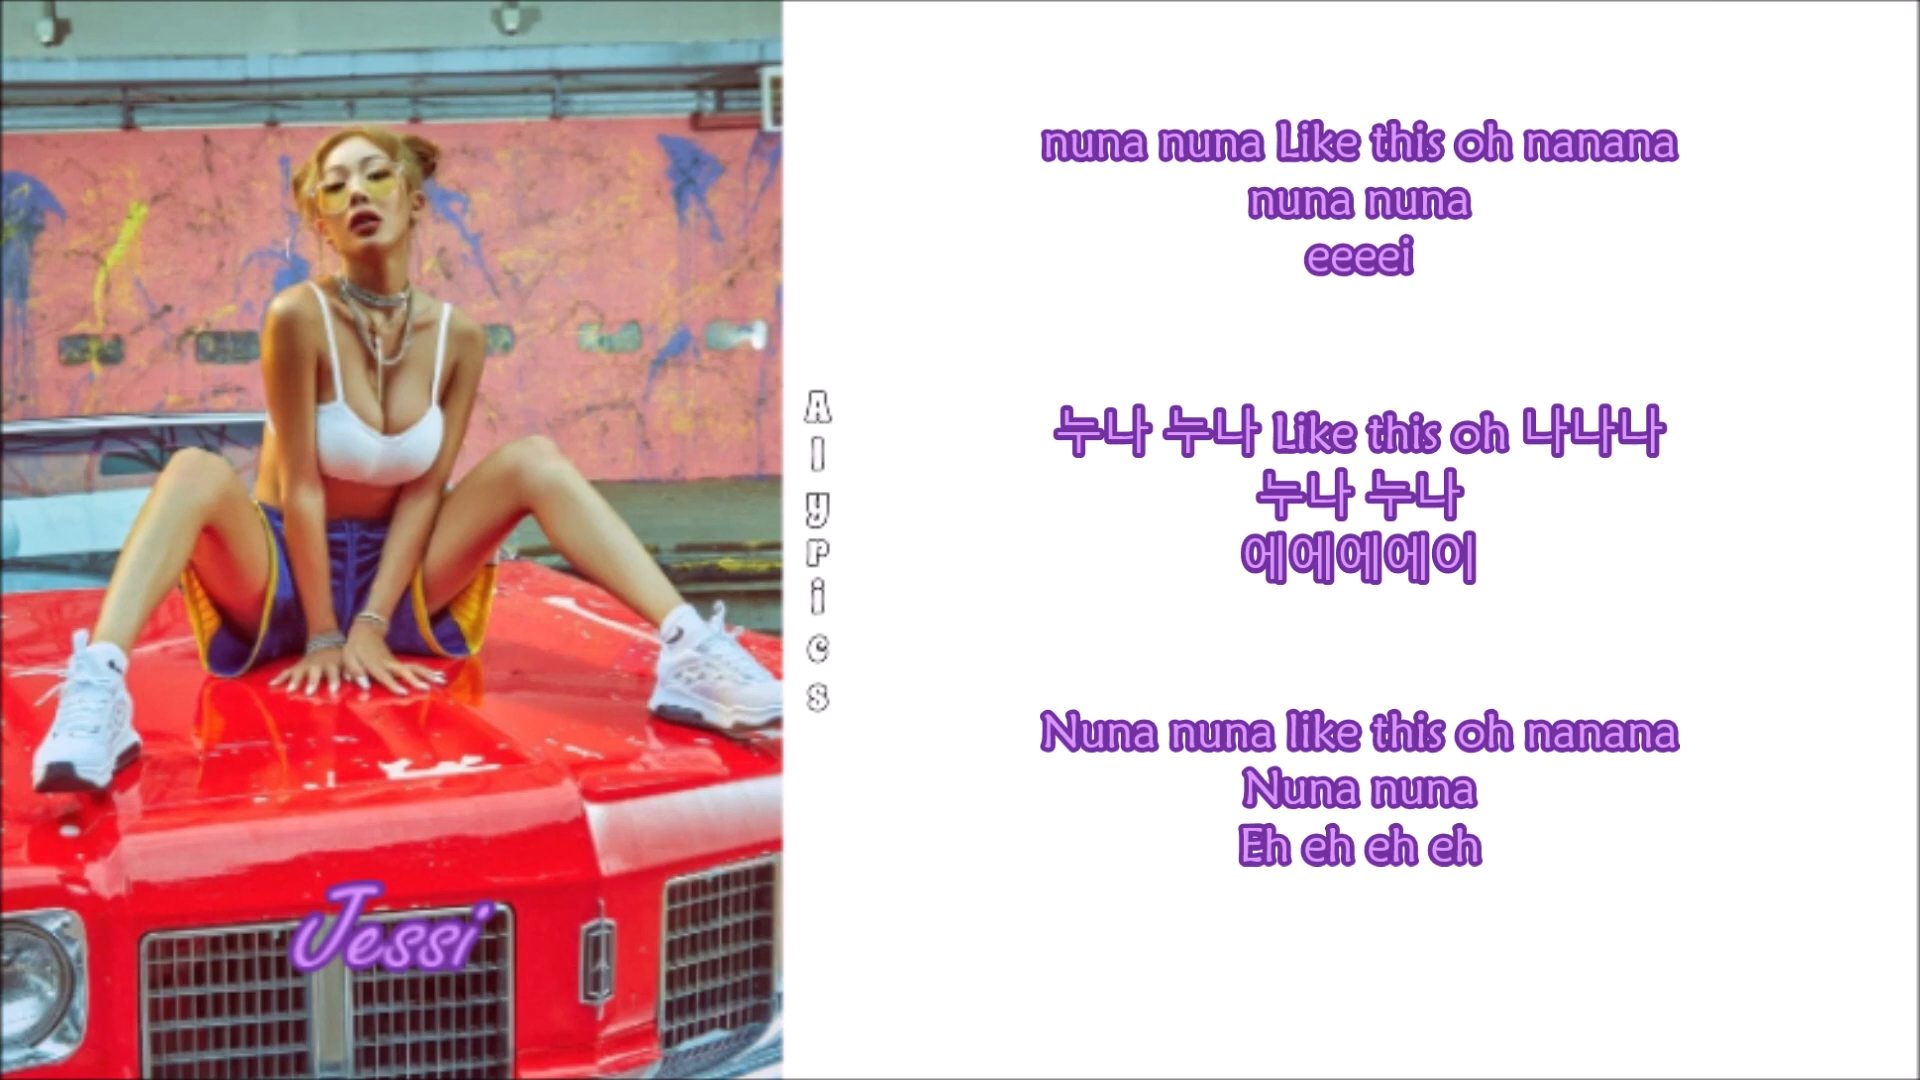 nuna nuna Like this oh nanana
nuna nuna
eeeei
누나 누나 Like this oh 나나나
누나 누나
에에에에이
Nuna nuna like this oh nanana
Nuna nuna
Eh eh eh eh
Alypics
Jessi